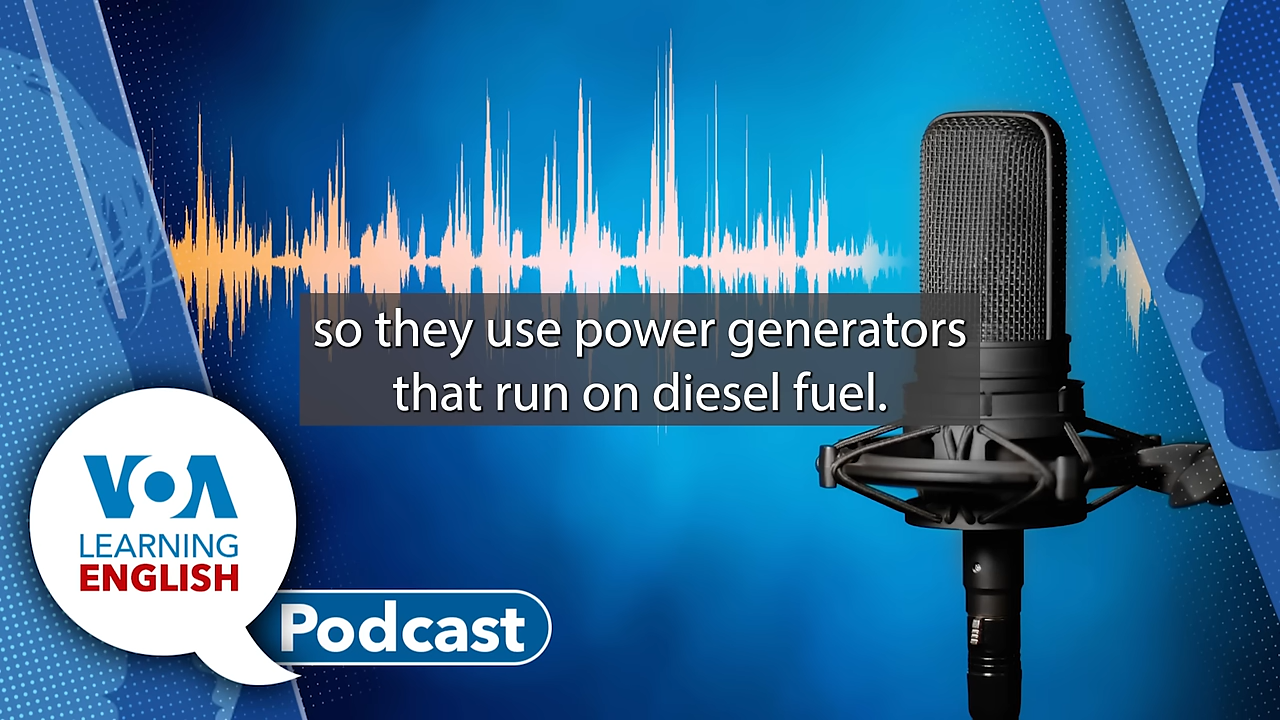 so they use power generators
that run on diesel fuel.
VOA
LEARNING
ENGLISH
Podcast